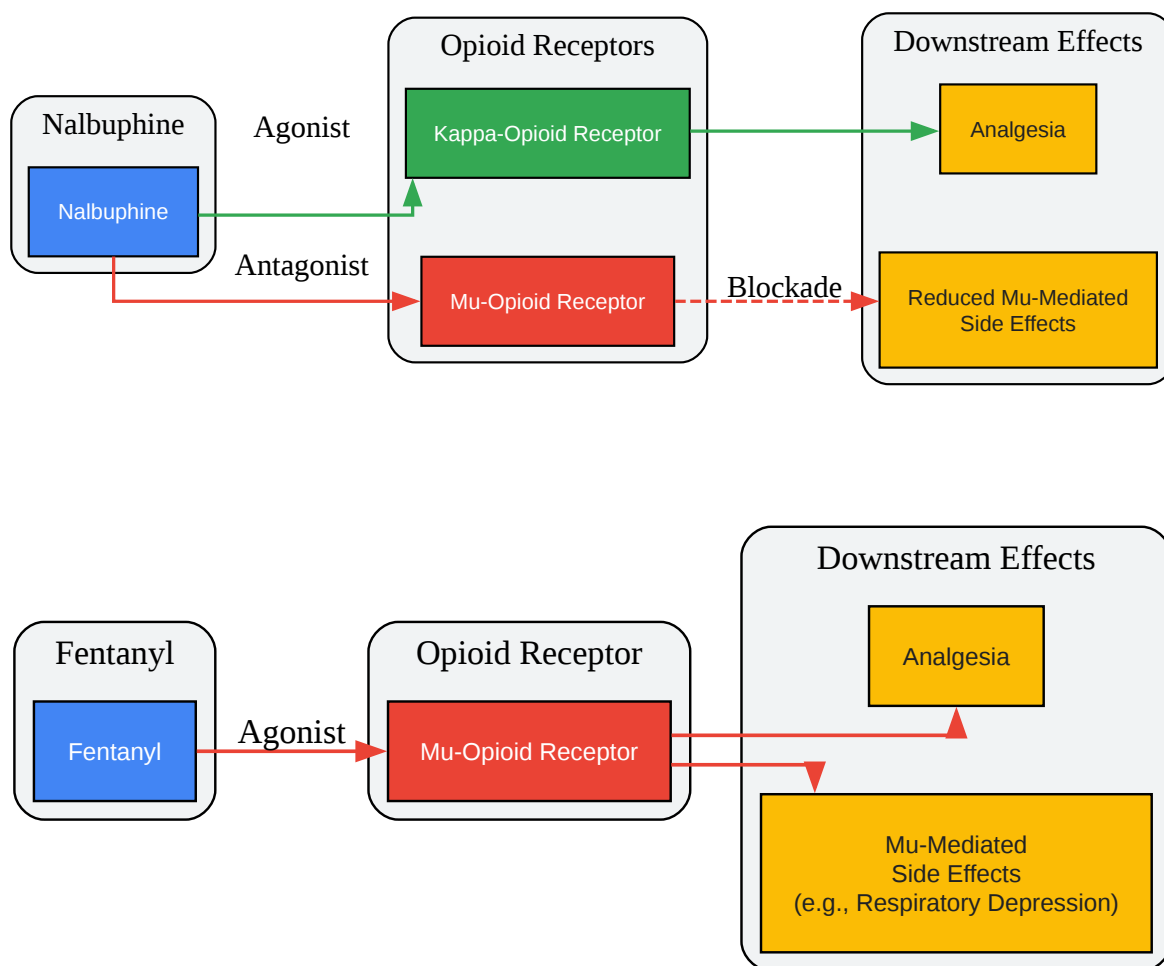 Nalbuphine
Nalbuphine
Agonist
Antagonist
Opioid Receptors
Kappa-Opioid Receptor
Mu-Opioid Receptor
Blockade
Downstream Effects
Analgesia
Reduced Mu-Mediated
Side Effects
Fentanyl
Fentanyl
Agonist
Opioid Receptor
Mu-Opioid Receptor
Downstream Effects
Analgesia
Mu-Mediated
Side Effects
(e.g., Respiratory Depression)